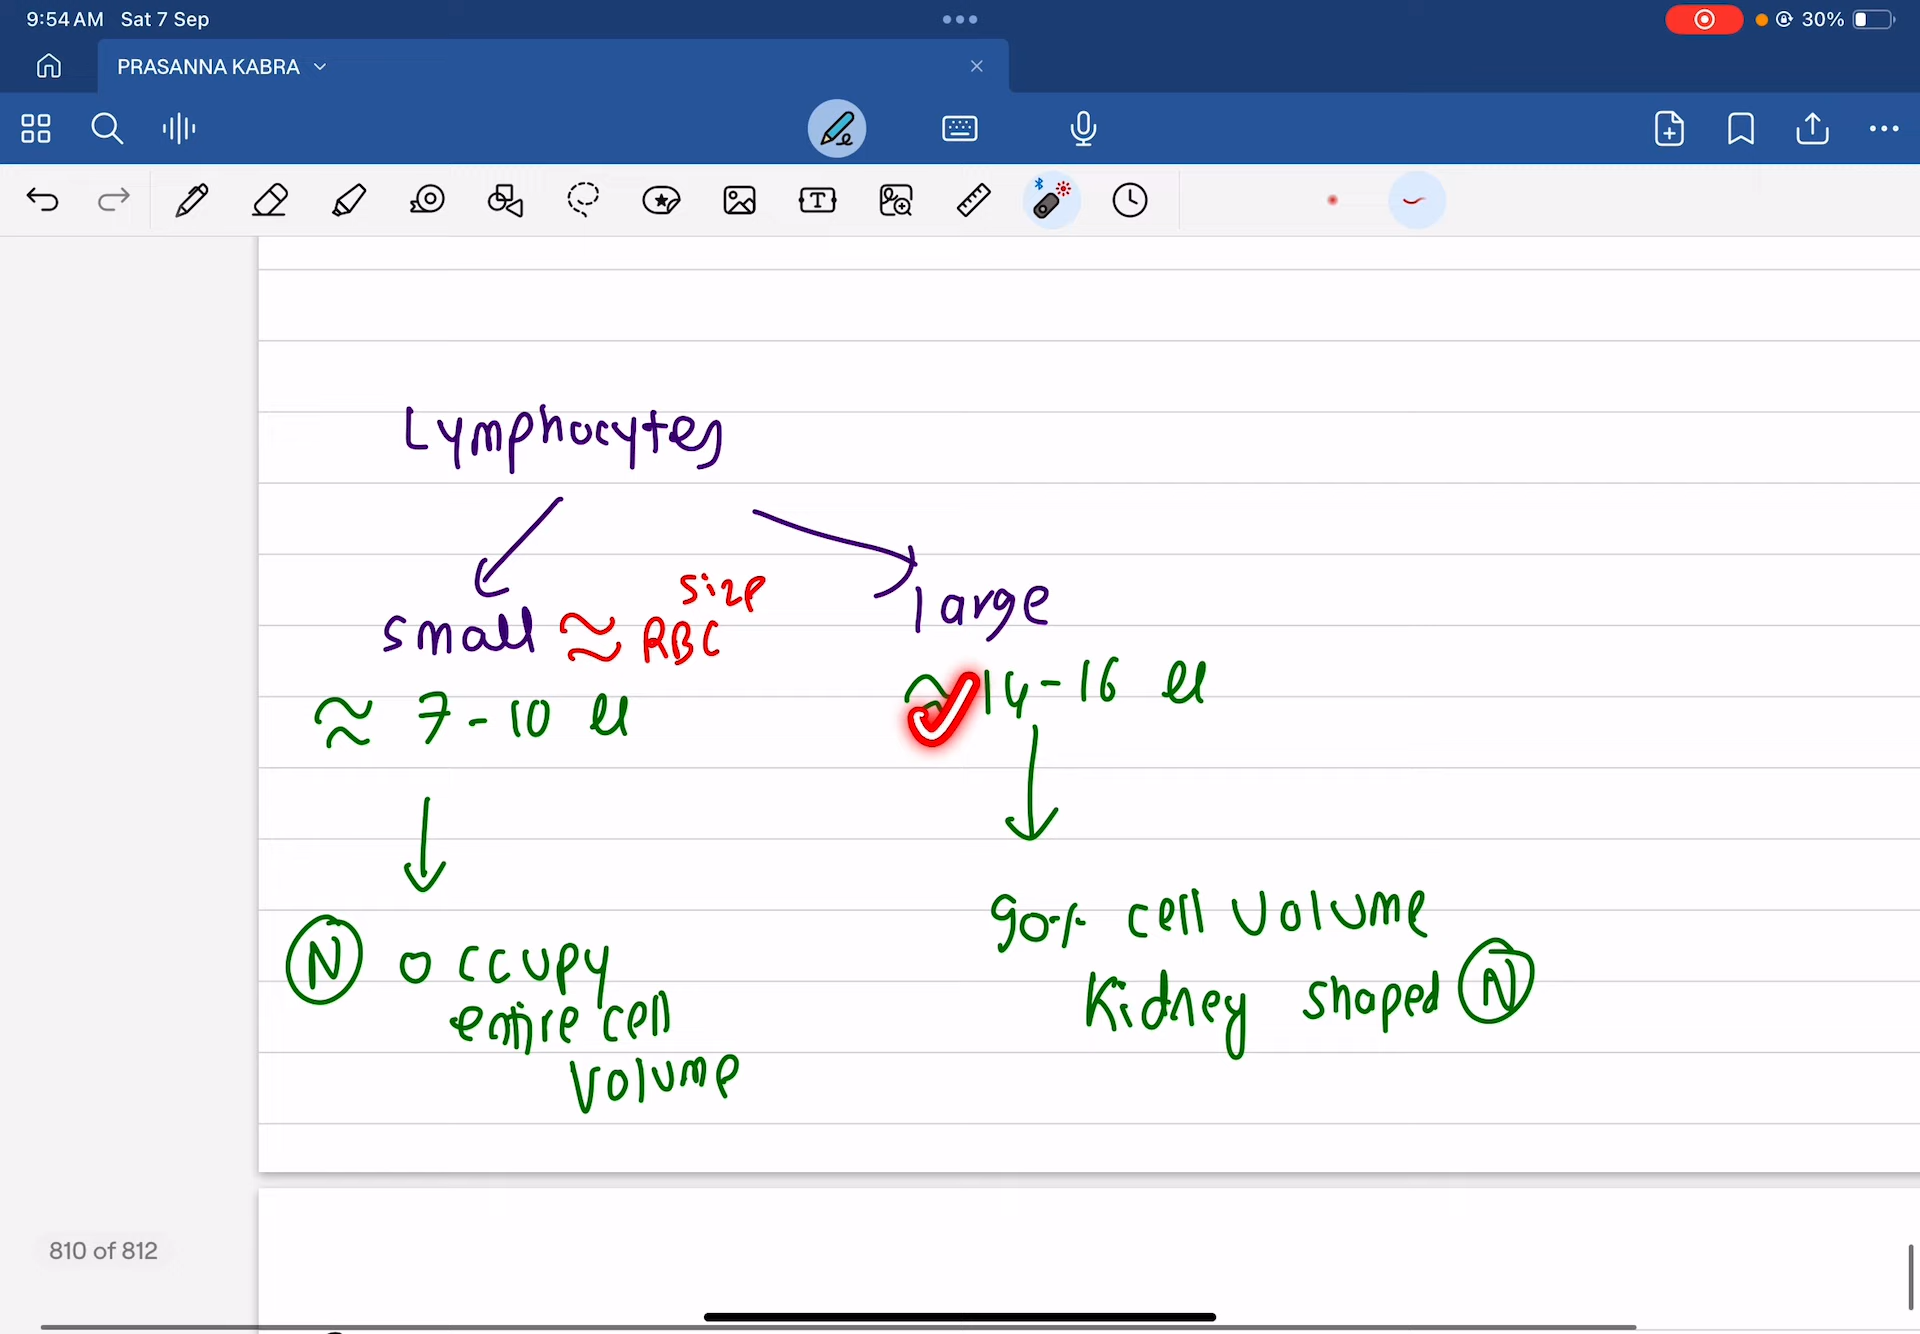 9:54 AM Sat 7 Sep
30%
PRASANNA KABRA
Lymphocytes
small ≈ RBC size
large
≈ 7-10 μ
≈ 14-16 μ
N occupy
entire cell
volume
90% cell volume
Kidney shaped N
810 of 812